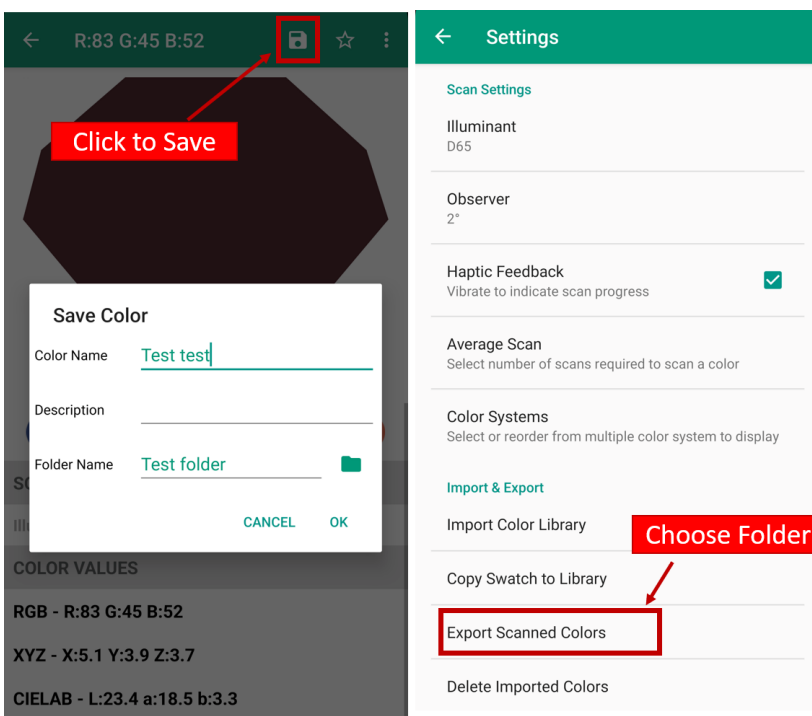 R:83 G:45 B:52
Click to Save
Save Color
Color Name Test test
Description
Folder Name Test folder
CANCEL OK
COLOR VALUES
RGB - R:83 G:45 B:52
XYZ - X:5.1 Y:3.9 Z:3.7
CIELAB - L:23.4 a:18.5 b:3.3
Settings
Scan Settings
Illuminant
D65
Observer
2°
Haptic Feedback
Vibrate to indicate scan progress
Average Scan
Select number of scans required to scan a color
Color Systems
Select or reorder from multiple color system to display
Import & Export
Import Color Library
Choose Folder
Copy Swatch to Library
Export Scanned Colors
Delete Imported Colors